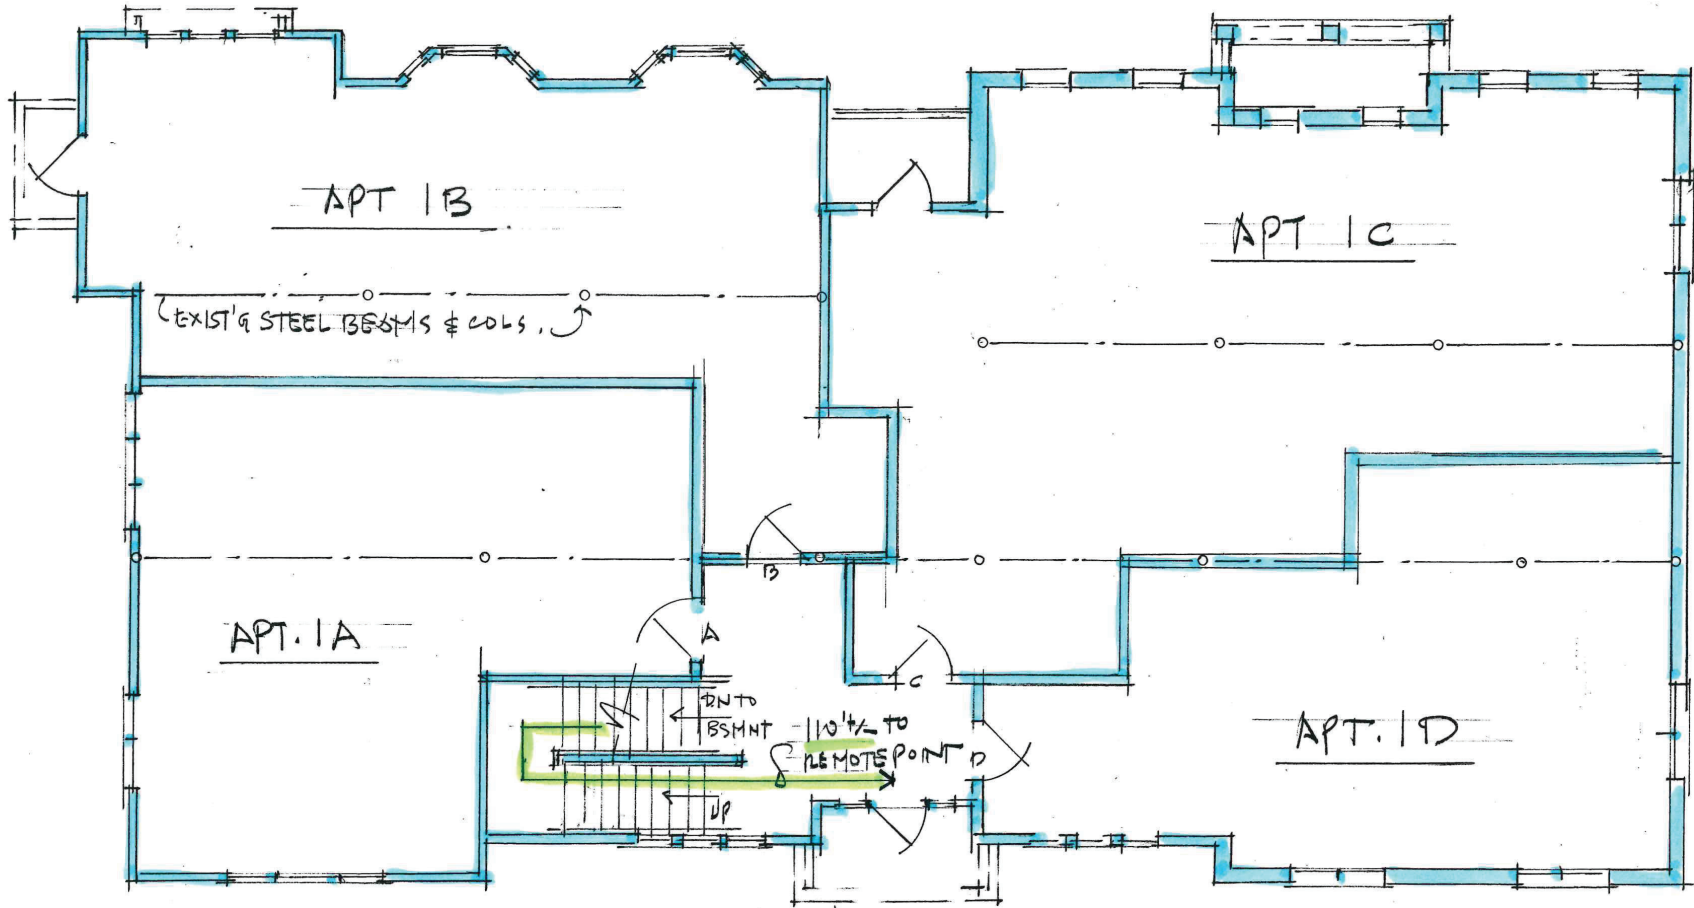 APT 1B
APT 1C
EXIST'G STEEL BEAMS & COLS.
B
APT. 1A
A
C
DN TO
BSMNT
110'+/- TO
REMOTE POINT
D
UP
APT. 1D